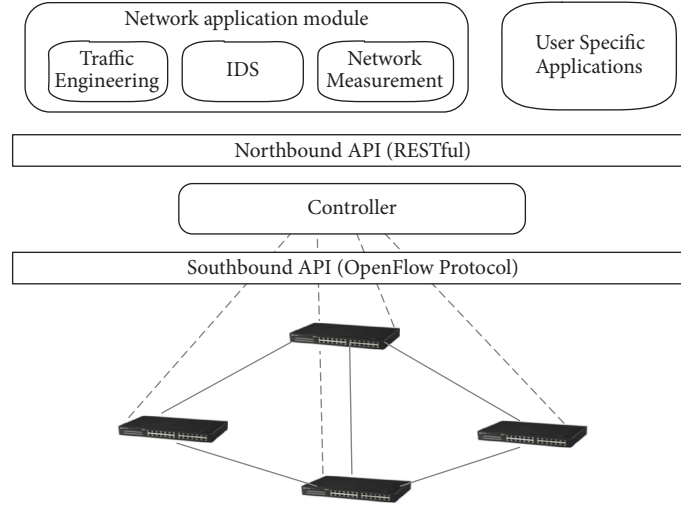 Network application module
Traffic
Engineering
IDS
Network
Measurement
User Specific
Applications
Northbound API (RESTful)
Controller
Southbound API (OpenFlow Protocol)